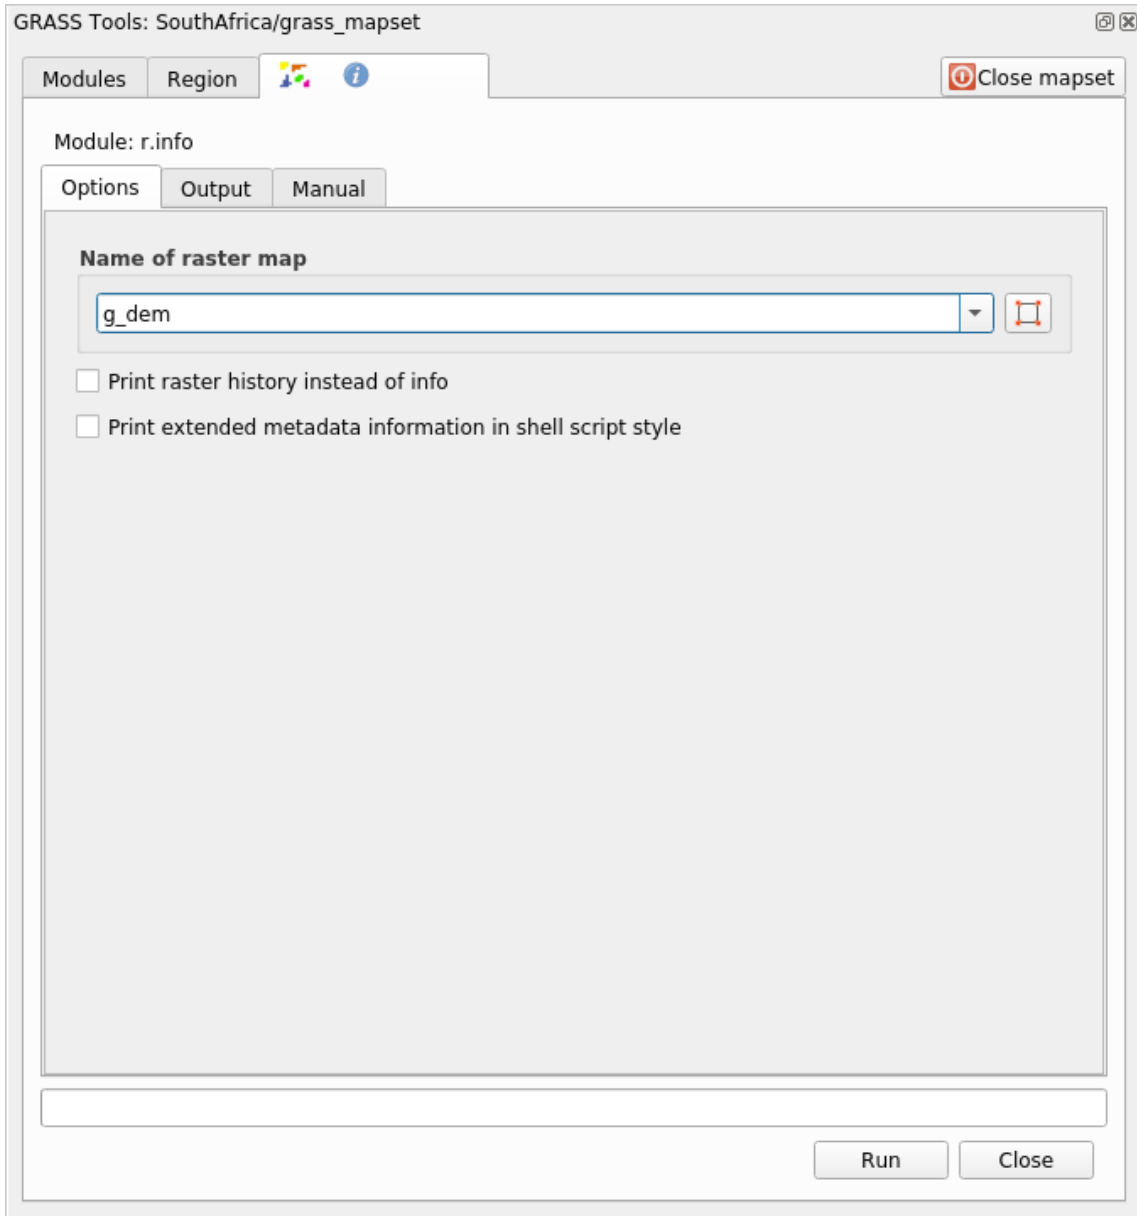 GRASS Tools: SouthAfrica/grass_mapset
Modules Region Close mapset
Module: r.info
Options Output Manual
Name of raster map
g_dem
Print raster history instead of info
Print extended metadata information in shell script style
Run Close